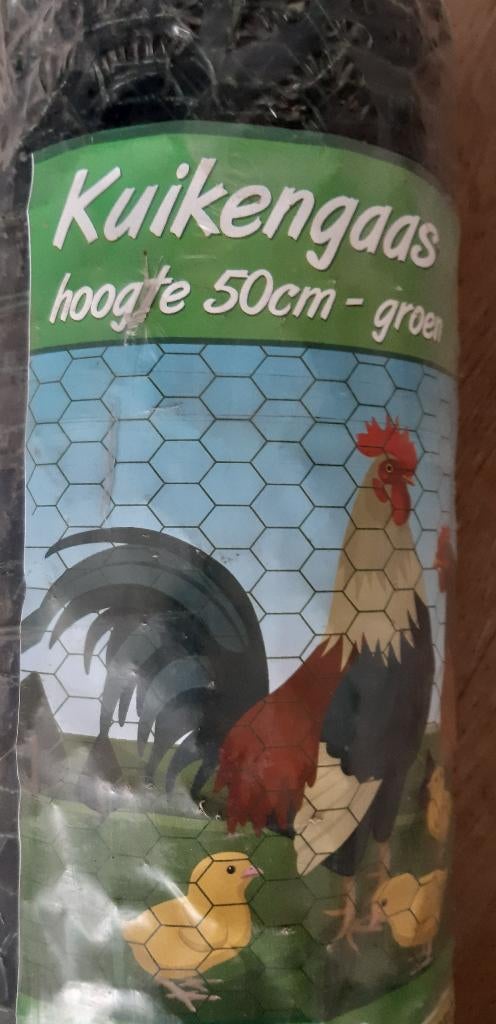 Kuikengaas
hoogte 50cm - groen